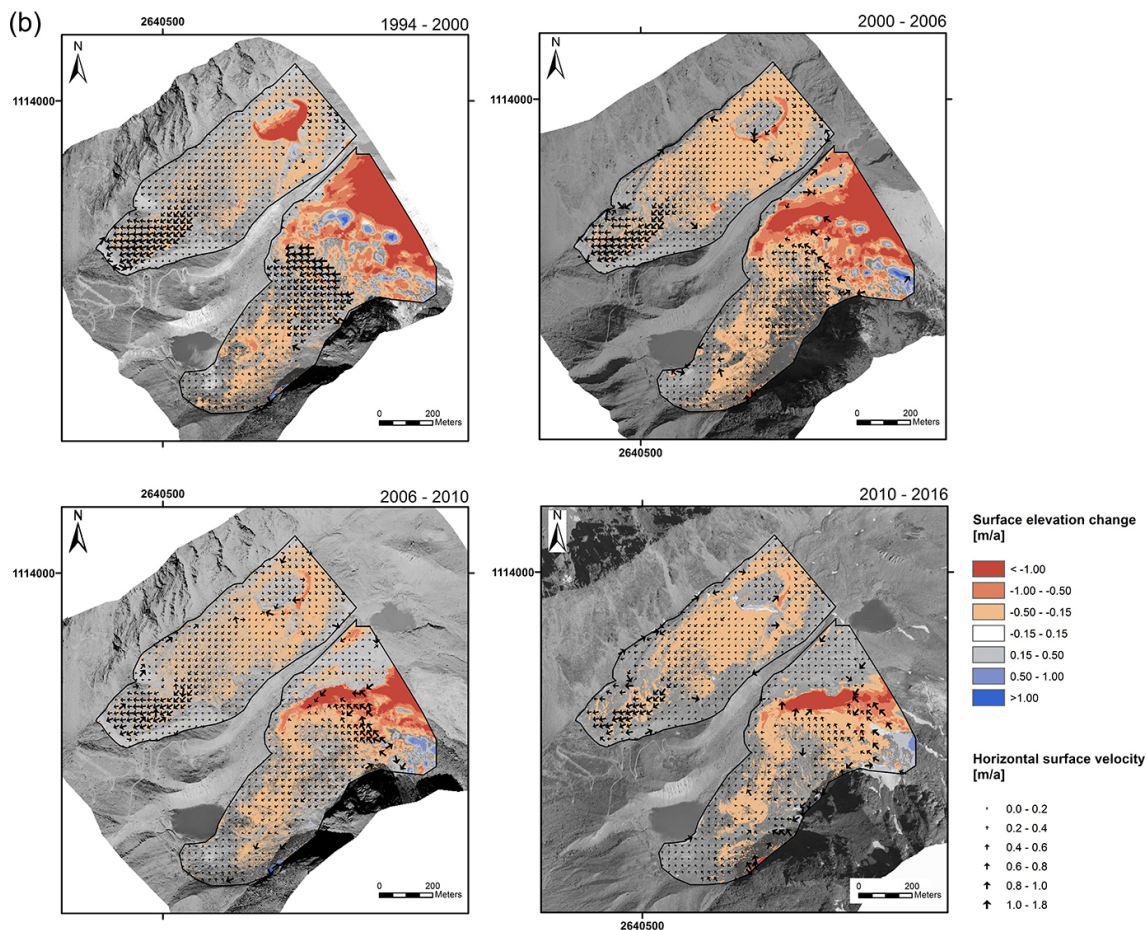 (b)
2640500
1994 - 2000
2000 - 2006
N
N
1114000
1114000
0 200
Meters
0 200
Meters
2640500
2640500
2006 - 2010
2010 - 2016
N
N
1114000
1114000
Surface elevation change
[m/a]
< -1.00
-1.00 - -0.50
-0.50 - -0.15
-0.15 - 0.15
0.15 - 0.50
0.50 - 1.00
>1.00
Horizontal surface velocity
[m/a]
0.0 - 0.2
0.2 - 0.4
0.4 - 0.6
0.6 - 0.8
0.8 - 1.0
1.0 - 1.8
0 200
Meters
0 200
Meters
2640500